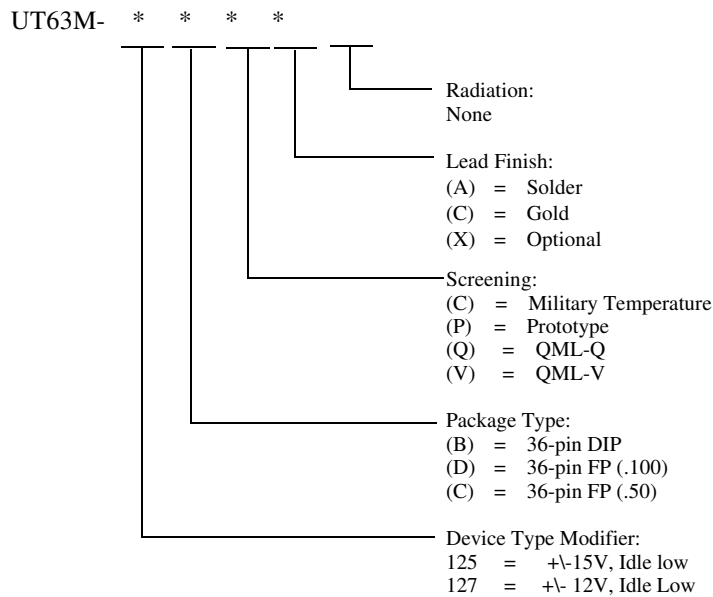 UT63M- * * * *
Radiation:
None
Lead Finish:
(A) = Solder
(C) = Gold
(X) = Optional
Screening:
(C) = Military Temperature
(P) = Prototype
(Q) = QML-Q
(V) = QML-V
Package Type:
(B) = 36-pin DIP
(D) = 36-pin FP (.100)
(C) = 36-pin FP (.50)
Device Type Modifier:
125 = +\-15V, Idle low
127 = +\- 12V, Idle Low